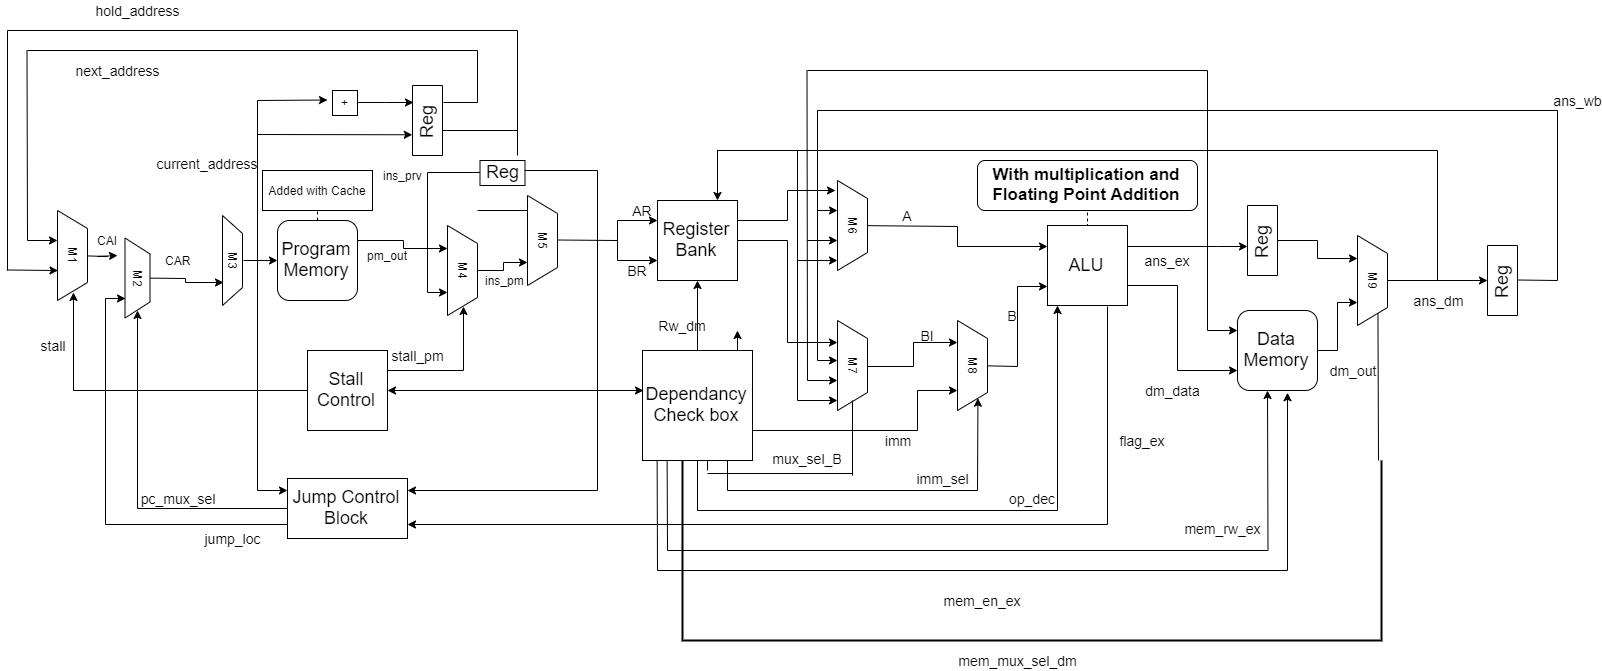 hold_address
next_address
+
Reg
ans_wb
current_address
Added with Cache
ins_prv
Reg
With multiplication and
Floating Point Addition
M1
CAI
M2
CAR
M3
Program
Memory
pm_out
M4
ins_pm
M5
AR
BR
Register
Bank
M6
A
ALU
ans_ex
Reg
M9
ans_dm
Reg
stall
Stall
Control
stall_pm
Rw_dm
Dependancy
Check box
M7
BI
M8
B
imm
Data
Memory
dm_data
dm_out
flag_ex
mux_sel_B
imm_sel
op_dec
pc_mux_sel
Jump Control
Block
jump_loc
mem_rw_ex
mem_en_ex
mem_mux_sel_dm